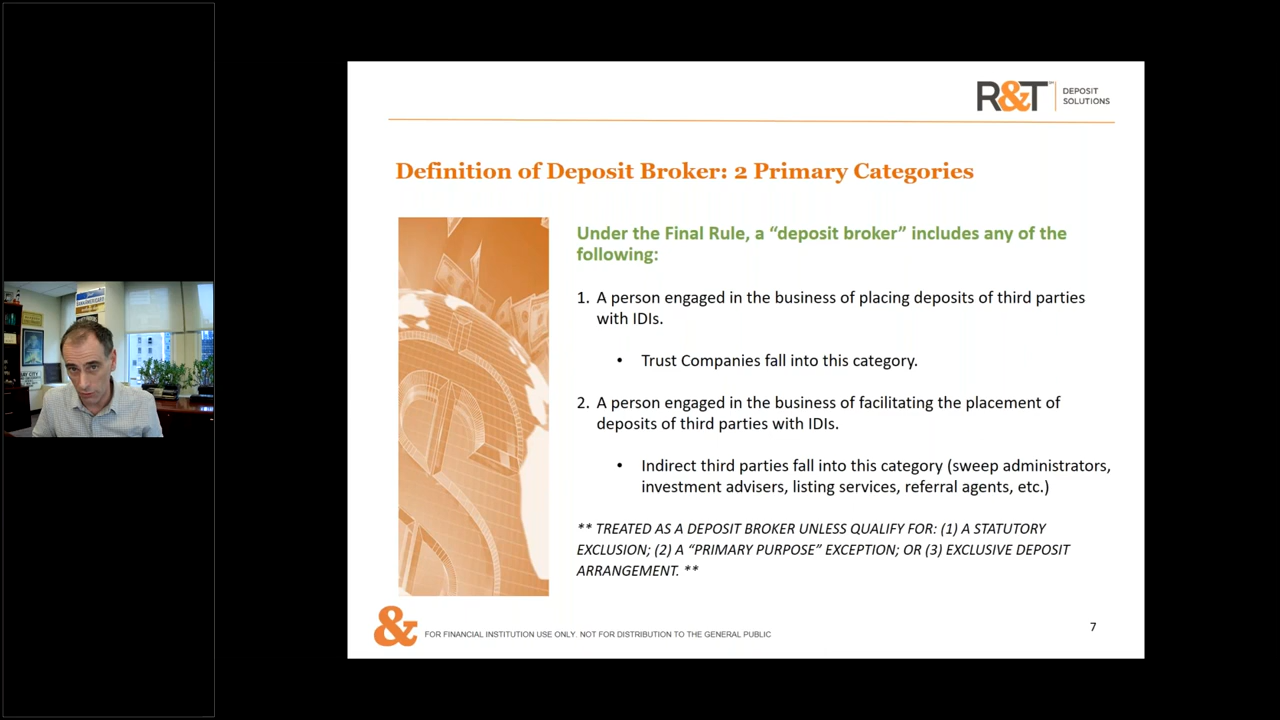 R&T DEPOSIT
SOLUTIONS
Definition of Deposit Broker: 2 Primary Categories
Under the Final Rule, a “deposit broker” includes any of the
following:
1. A person engaged in the business of placing deposits of third parties
with IDIs.
• Trust Companies fall into this category.
2. A person engaged in the business of facilitating the placement of
deposits of third parties with IDIs.
• Indirect third parties fall into this category (sweep administrators,
investment advisers, listing services, referral agents, etc.)
** TREATED AS A DEPOSIT BROKER UNLESS QUALIFY FOR: (1) A STATUTORY
EXCLUSION; (2) A “PRIMARY PURPOSE” EXCEPTION; OR (3) EXCLUSIVE DEPOSIT
ARRANGEMENT. **
& FOR FINANCIAL INSTITUTION USE ONLY. NOT FOR DISTRIBUTION TO THE GENERAL PUBLIC
7